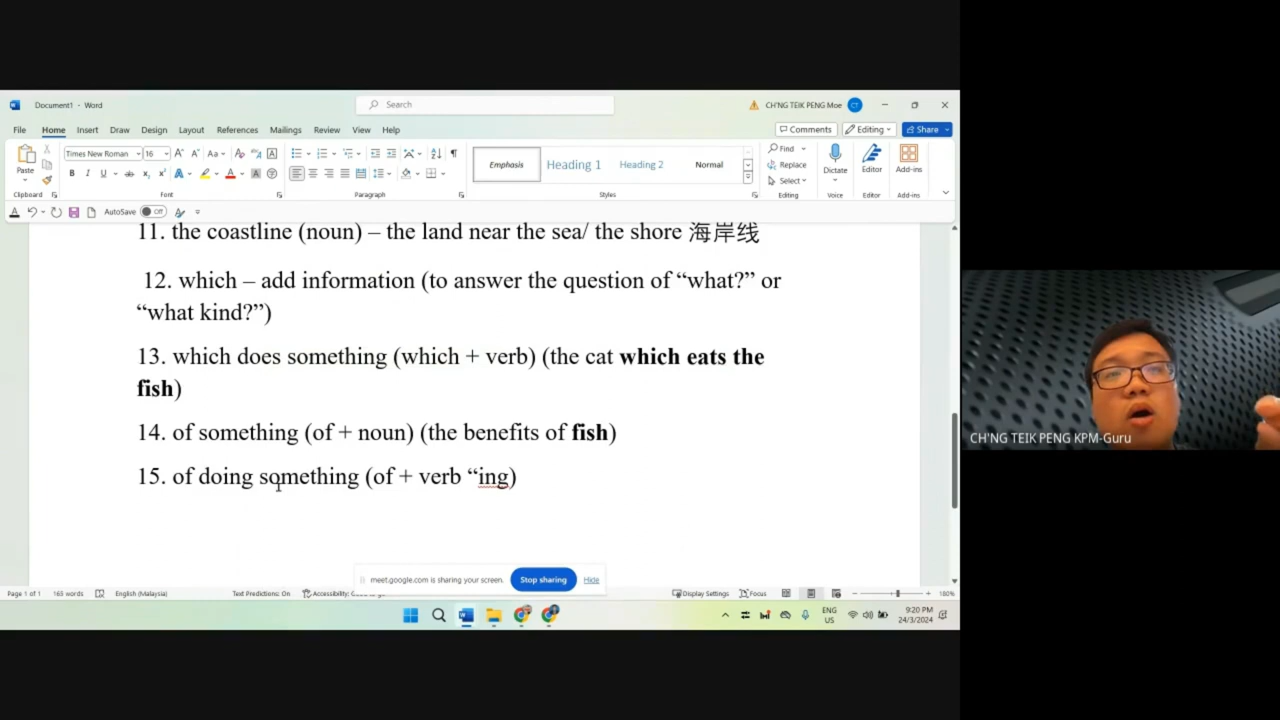 Document1 - Word
Search
CH'NG TEIK PENG Moe
CT
File Home Insert Draw Design Layout References Mailings Review View Help
Comments Editing Share
Paste
Times New Roman 16
Emphasis Heading 1 Heading 2 Normal
Find
Replace
Select
Dictate Editor Add-ins
Clipboard Font Paragraph Styles Editing Voice Editor Add-ins
AutoSave Off
11. the coastline (noun) – the land near the sea/ the shore 海岸线
12. which – add information (to answer the question of “what?” or
“what kind?”)
13. which does something (which + verb) (the cat which eats the
fish)
14. of something (of + noun) (the benefits of fish)
15. of doing something (of + verb “ing)
meet.google.com is sharing your screen. Stop sharing Hide
Page 1 of 1 163 words English (Malaysia) Text Predictions: On Display Settings Focus 180%
ENG
US
9:20 PM
24/3/2024
CH'NG TEIK PENG KPM-Guru